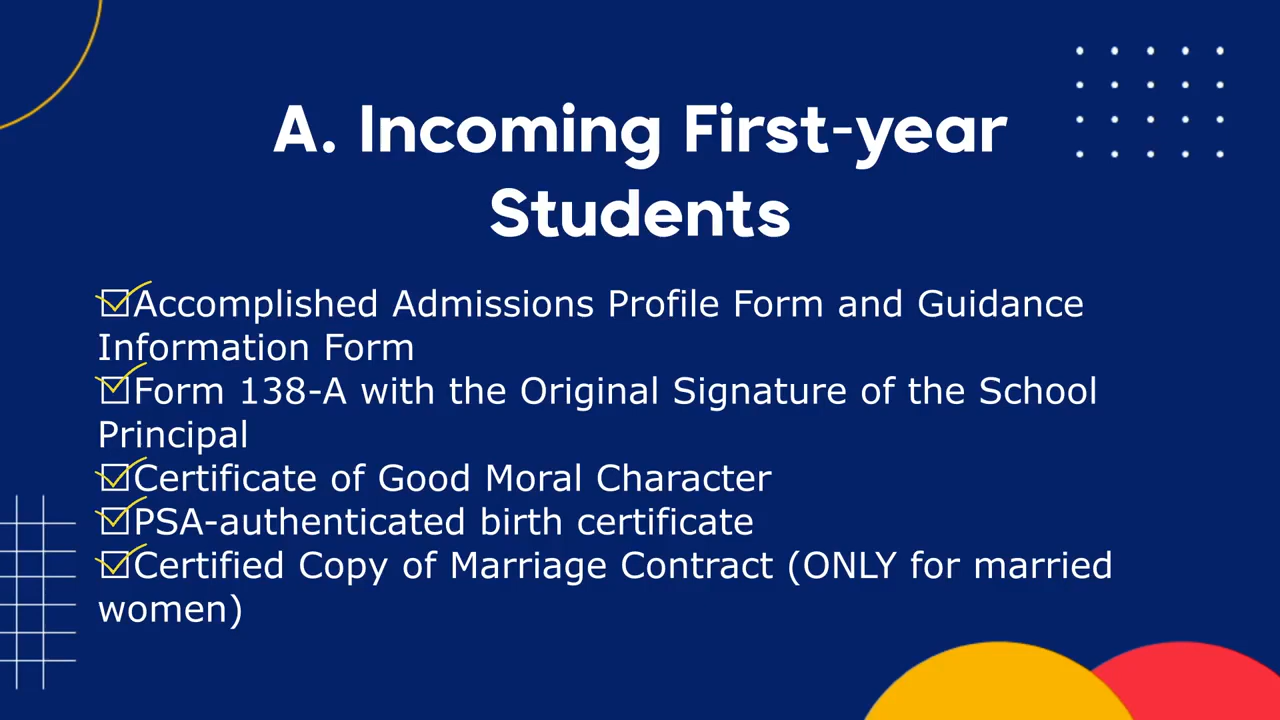 A. Incoming First-year
Students
☑Accomplished Admissions Profile Form and Guidance
Information Form
☑Form 138-A with the Original Signature of the School
Principal
☑Certificate of Good Moral Character
☑PSA-authenticated birth certificate
☑Certified Copy of Marriage Contract (ONLY for married
women)